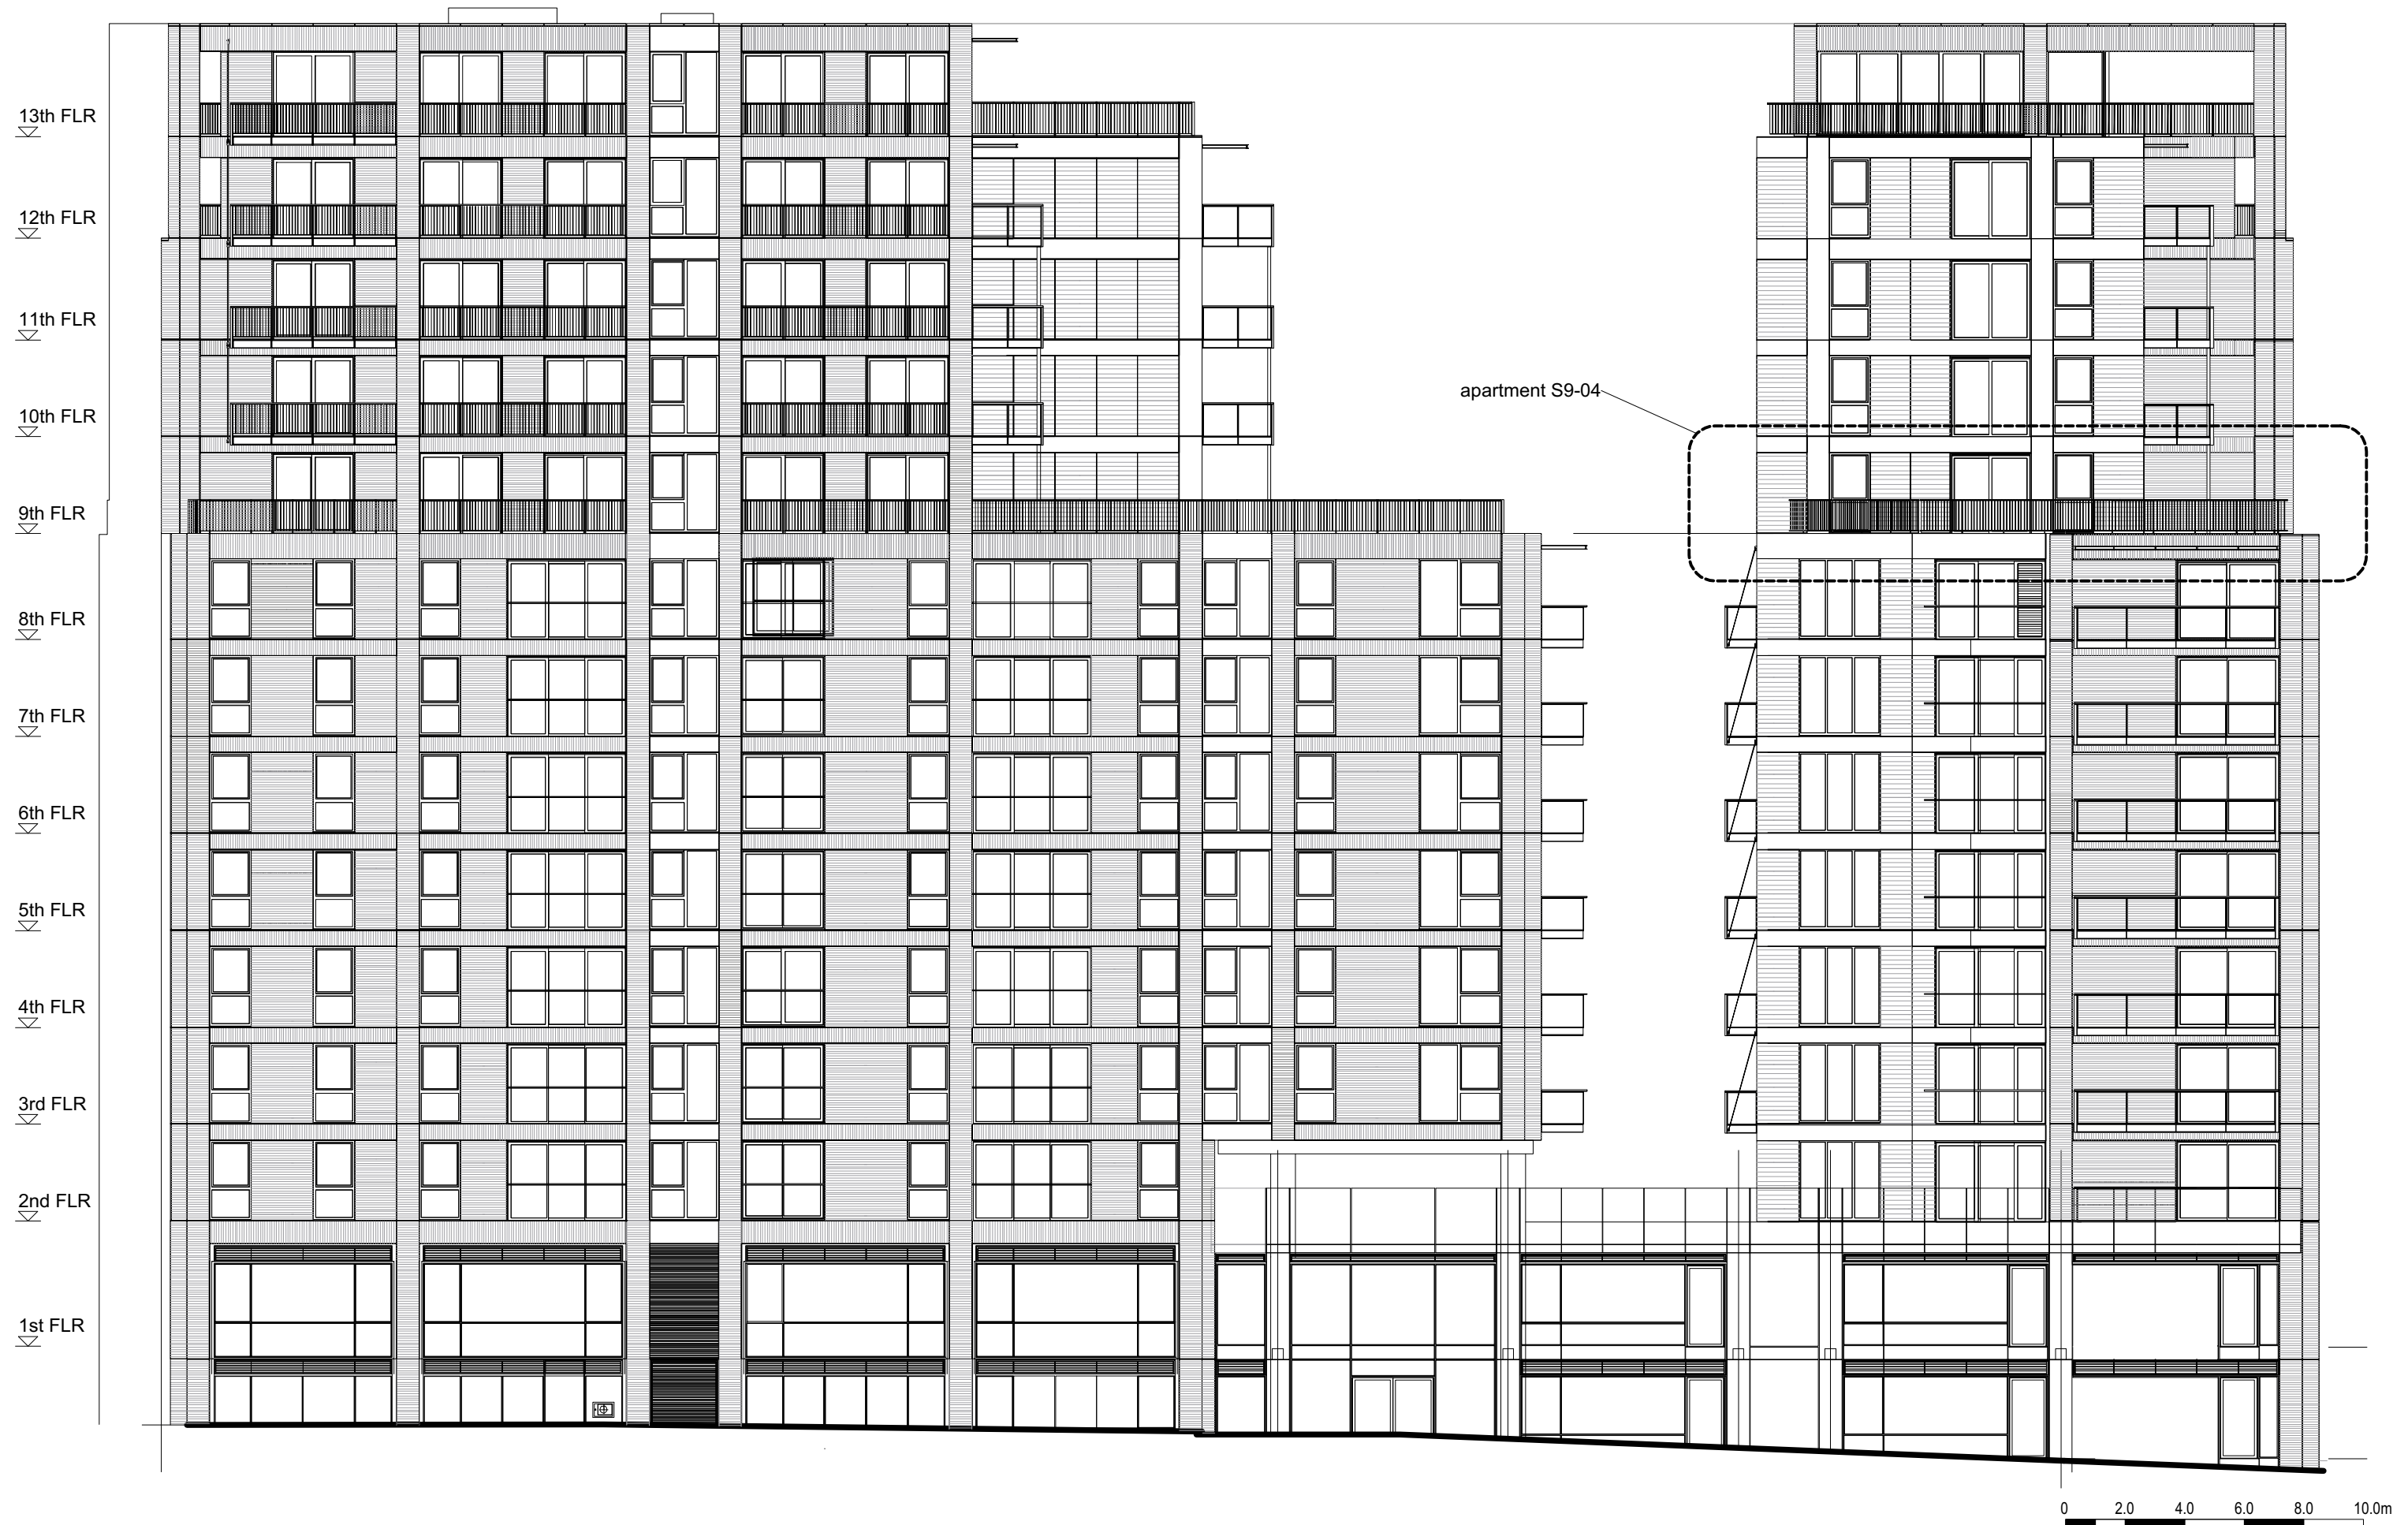 13th FLR
12th FLR
11th FLR
apartment S9-04
10th FLR
9th FLR
8th FLR
7th FLR
6th FLR
5th FLR
4th FLR
3rd FLR
2nd FLR
1st FLR
0 2.0 4.0 6.0 8.0 10.0m